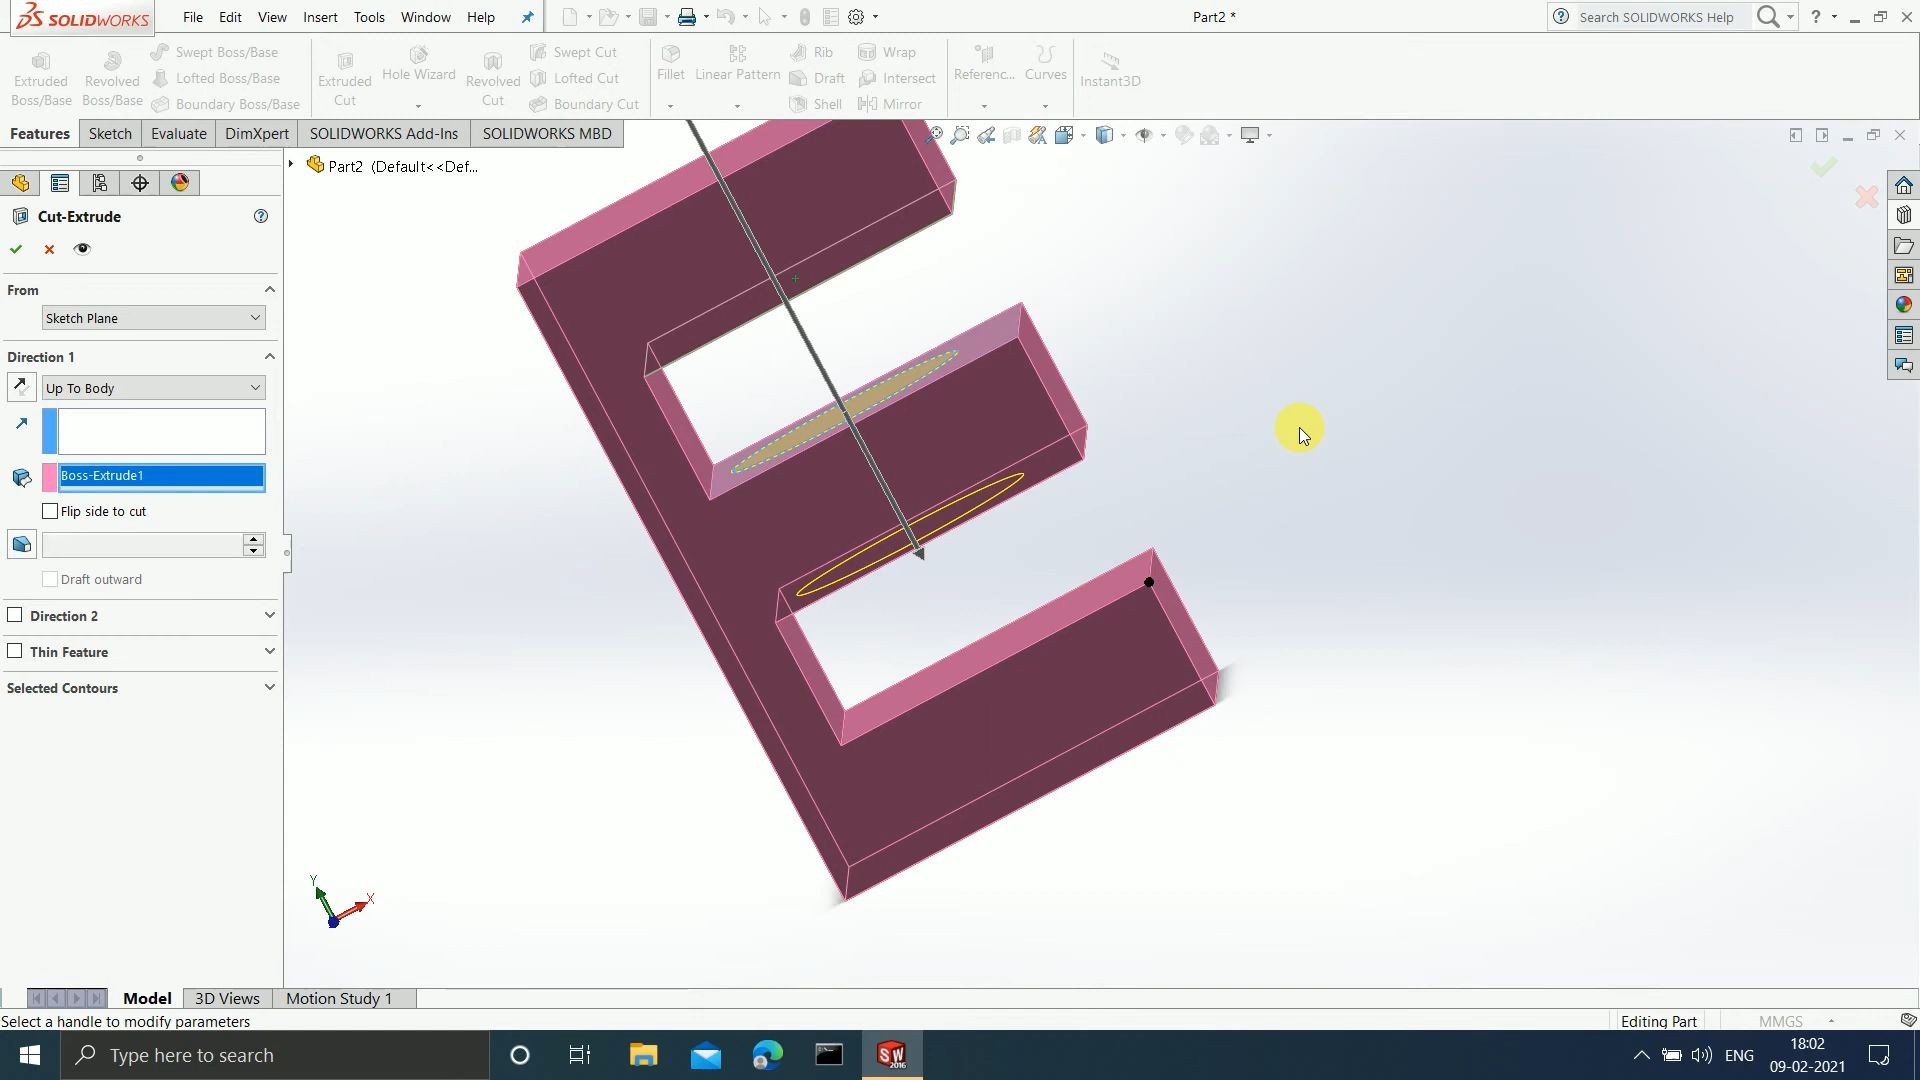 SOLIDWORKS File Edit View Insert Tools Window Help Part2 * Search SOLIDWORKS Help ?
Extruded Boss/Base
Revolved Boss/Base
Swept Boss/Base
Lofted Boss/Base
Boundary Boss/Base
Extruded Cut
Hole Wizard
Revolved Cut
Swept Cut
Lofted Cut
Boundary Cut
Fillet
Linear Pattern
Rib
Draft
Shell
Wrap
Intersect
Mirror
Referenc...
Curves
Instant3D
Features Sketch Evaluate DimXpert SOLIDWORKS Add-Ins SOLIDWORKS MBD
Part2 (Default<<Def...
Cut-Extrude ?
From
Sketch Plane
Direction 1
Up To Body
Boss-Extrude1
Flip side to cut
Draft outward
Direction 2
Thin Feature
Selected Contours
Y
X
Model 3D Views Motion Study 1
Select a handle to modify parameters Editing Part MMGS
Type here to search SW 2016 ENG 18:02
09-02-2021